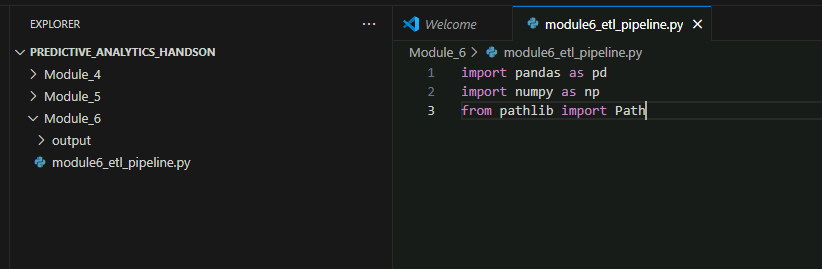 EXPLORER
PREDICTIVE_ANALYTICS_HANDSON
Module_4
Module_5
Module_6
output
module6_etl_pipeline.py
Welcome
module6_etl_pipeline.py
Module_6 > module6_etl_pipeline.py
1 import pandas as pd
2 import numpy as np
3 from pathlib import Path